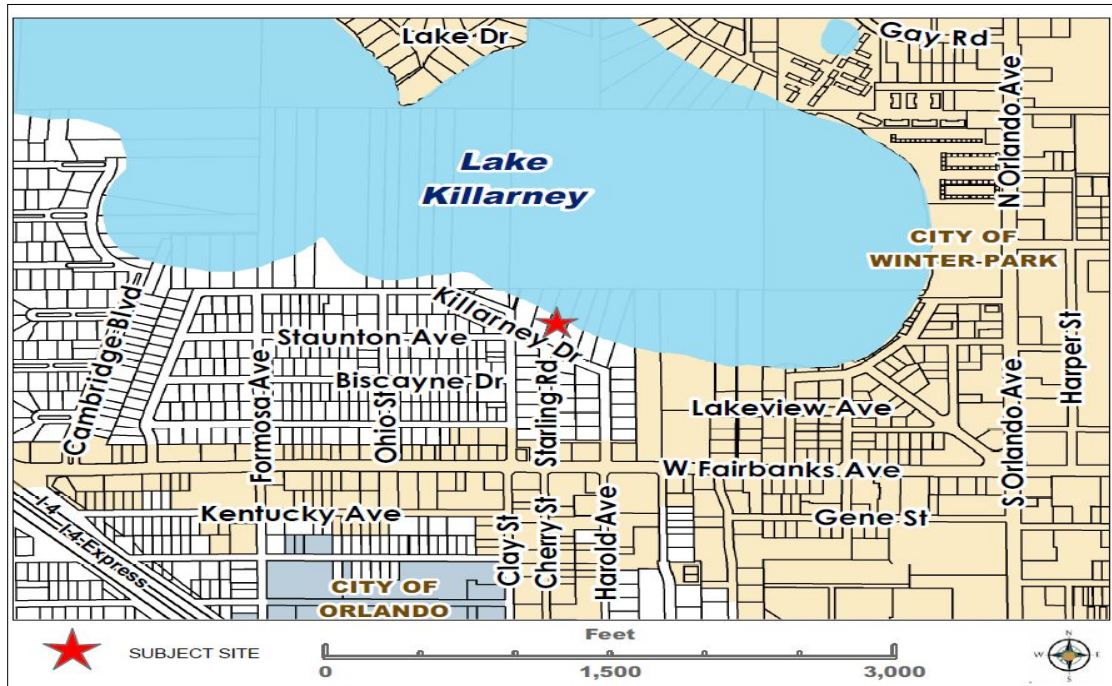 Lake Dr
Gay Rd
N Orlando Ave
Lake
Killarney
CITY OF
WINTER PARK
Killarney Dr
Cambridge Blvd
Staunton Ave
Formosa Ave
Biscayne Dr
Ohio St
Starling Rd
Lakeview Ave
Harper St
S Orlando Ave
W Fairbanks Ave
I-4
I-4 Express
Kentucky Ave
Clay St
Cherry St
Harold Ave
Gene St
CITY OF
ORLANDO
SUBJECT SITE
Feet
0 1,500 3,000
N
W E
S